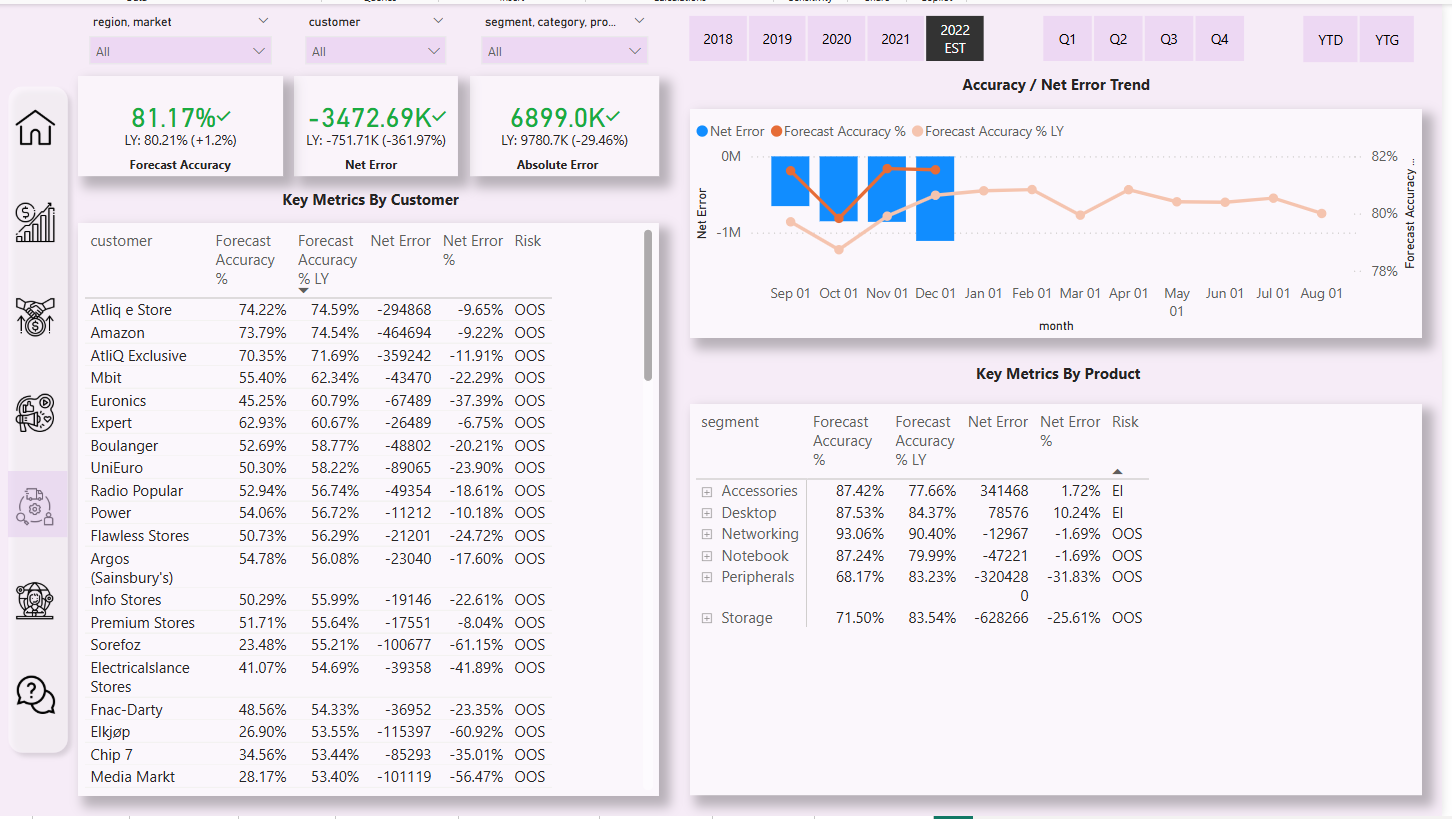 region, market
customer
segment, category, pro...
All
All
All
2018
2019
2020
2021
2022
EST
Q1
Q2
Q3
Q4
YTD
YTG
81.17%
LY: 80.21% (+1.2%)
Forecast Accuracy
-3472.69K
LY: -751.71K (-361.97%)
Net Error
6899.0K
LY: 9780.7K (-29.46%)
Absolute Error
Accuracy / Net Error Trend
Net Error
Forecast Accuracy %
Forecast Accuracy % LY
0M
-1M
Net Error
82%
80%
78%
Forecast Accuracy ...
Sep 01 Oct 01 Nov 01 Dec 01 Jan 01 Feb 01 Mar 01 Apr 01 May 01 Jun 01 Jul 01 Aug 01
month
Key Metrics By Customer
customer Forecast Accuracy % Forecast Accuracy % LY Net Error Net Error % Risk
Atliq e Store 74.22% 74.59% -294868 -9.65% OOS
Amazon 73.79% 74.54% -464694 -9.22% OOS
AtliQ Exclusive 70.35% 71.69% -359242 -11.91% OOS
Mbit 55.40% 62.34% -43470 -22.29% OOS
Euronics 45.25% 60.79% -67489 -37.39% OOS
Expert 62.93% 60.67% -26489 -6.75% OOS
Boulanger 52.69% 58.77% -48802 -20.21% OOS
UniEuro 50.30% 58.22% -89065 -23.90% OOS
Radio Popular 52.94% 56.74% -49354 -18.61% OOS
Power 54.06% 56.72% -11212 -10.18% OOS
Flawless Stores 50.73% 56.29% -21201 -24.72% OOS
Argos (Sainsbury's) 54.78% 56.08% -23040 -17.60% OOS
Info Stores 50.29% 55.99% -19146 -22.61% OOS
Premium Stores 51.71% 55.64% -17551 -8.04% OOS
Sorefoz 23.48% 55.21% -100677 -61.15% OOS
Electricalslance Stores 41.07% 54.69% -39358 -41.89% OOS
Fnac-Darty 48.56% 54.33% -36952 -23.35% OOS
Elkjøp 26.90% 53.55% -115397 -60.92% OOS
Chip 7 34.56% 53.44% -85293 -35.01% OOS
Media Markt 28.17% 53.40% -101119 -56.47% OOS
Key Metrics By Product
segment Forecast Accuracy % Forecast Accuracy % LY Net Error Net Error % Risk
Accessories 87.42% 77.66% 341468 1.72% EI
Desktop 87.53% 84.37% 78576 10.24% EI
Networking 93.06% 90.40% -12967 -1.69% OOS
Notebook 87.24% 79.99% -47221 -1.69% OOS
Peripherals 68.17% 83.23% -3204280 -31.83% OOS
Storage 71.50% 83.54% -628266 -25.61% OOS